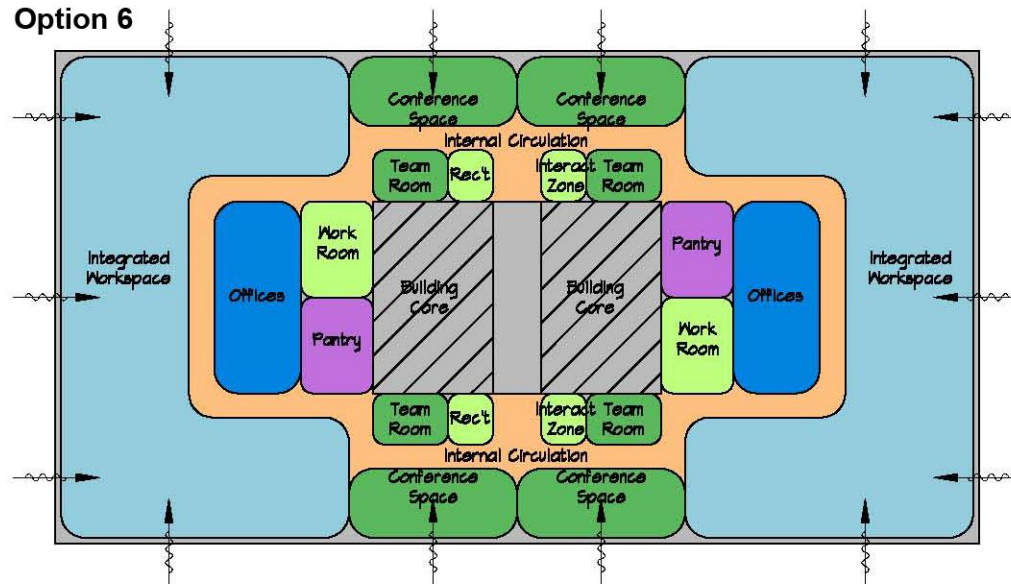 Option 6
Conference
Space
Conference
Space
Internal Circulation
Team
Room
Rec't
Interact
Zone
Team
Room
Integrated
Workspace
Offices
Work
Room
Pantry
Building
Core
Building
Core
Pantry
Work
Room
Offices
Integrated
Workspace
Team
Room
Rec't
Interact
Zone
Team
Room
Internal Circulation
Conference
Space
Conference
Space